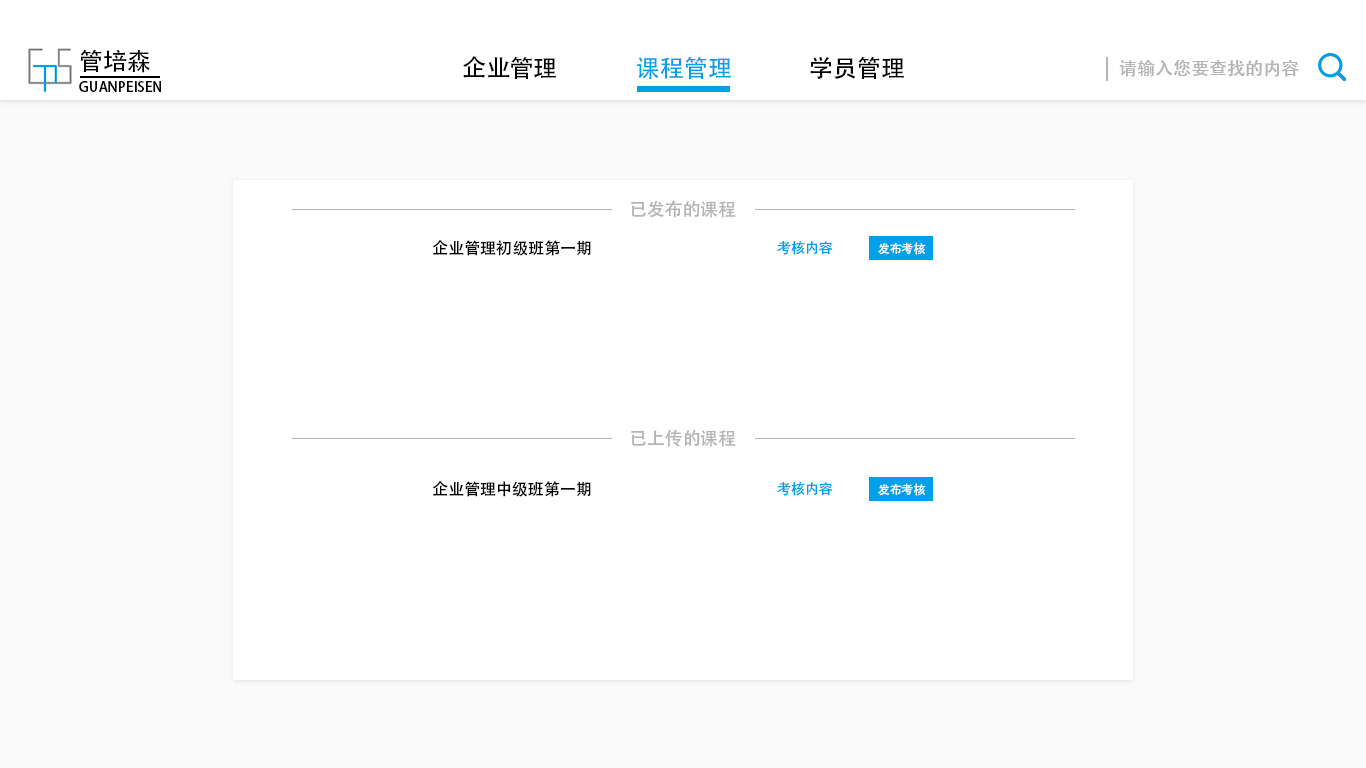 管培森
GUANPEISEN
企业管理
课程管理
学员管理
请输入您要查找的内容
已发布的课程
企业管理初级班第一期
考核内容
发布考核
已上传的课程
企业管理中级班第一期
考核内容
发布考核